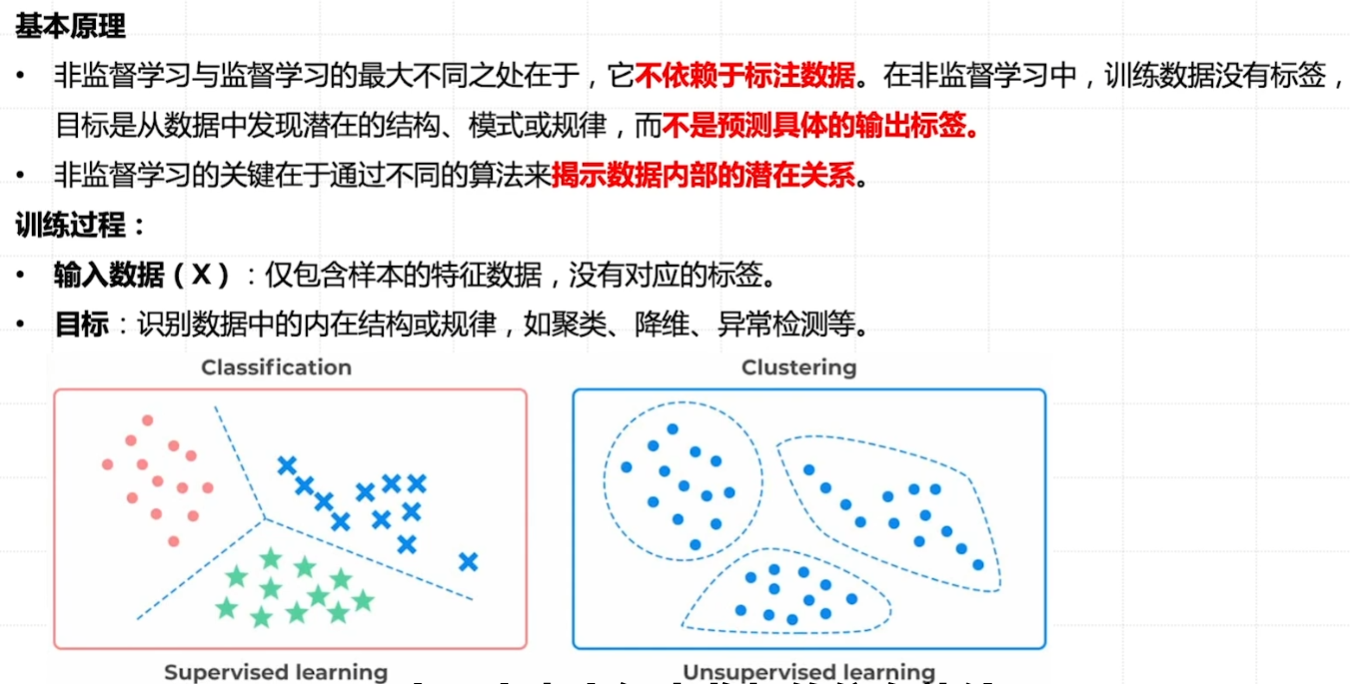 基本原理
• 非监督学习与监督学习的最大不同之处在于，它不依赖于标注数据。在非监督学习中，训练数据没有标签，
目标是从数据中发现潜在的结构、模式或规律，而不是预测具体的输出标签。
• 非监督学习的关键在于通过不同的算法来揭示数据内部的潜在关系。
训练过程：
• 输入数据（X）：仅包含样本的特征数据，没有对应的标签。
• 目标：识别数据中的内在结构或规律，如聚类、降维、异常检测等。
Classification
Clustering
Supervised learning
Unsupervised learning